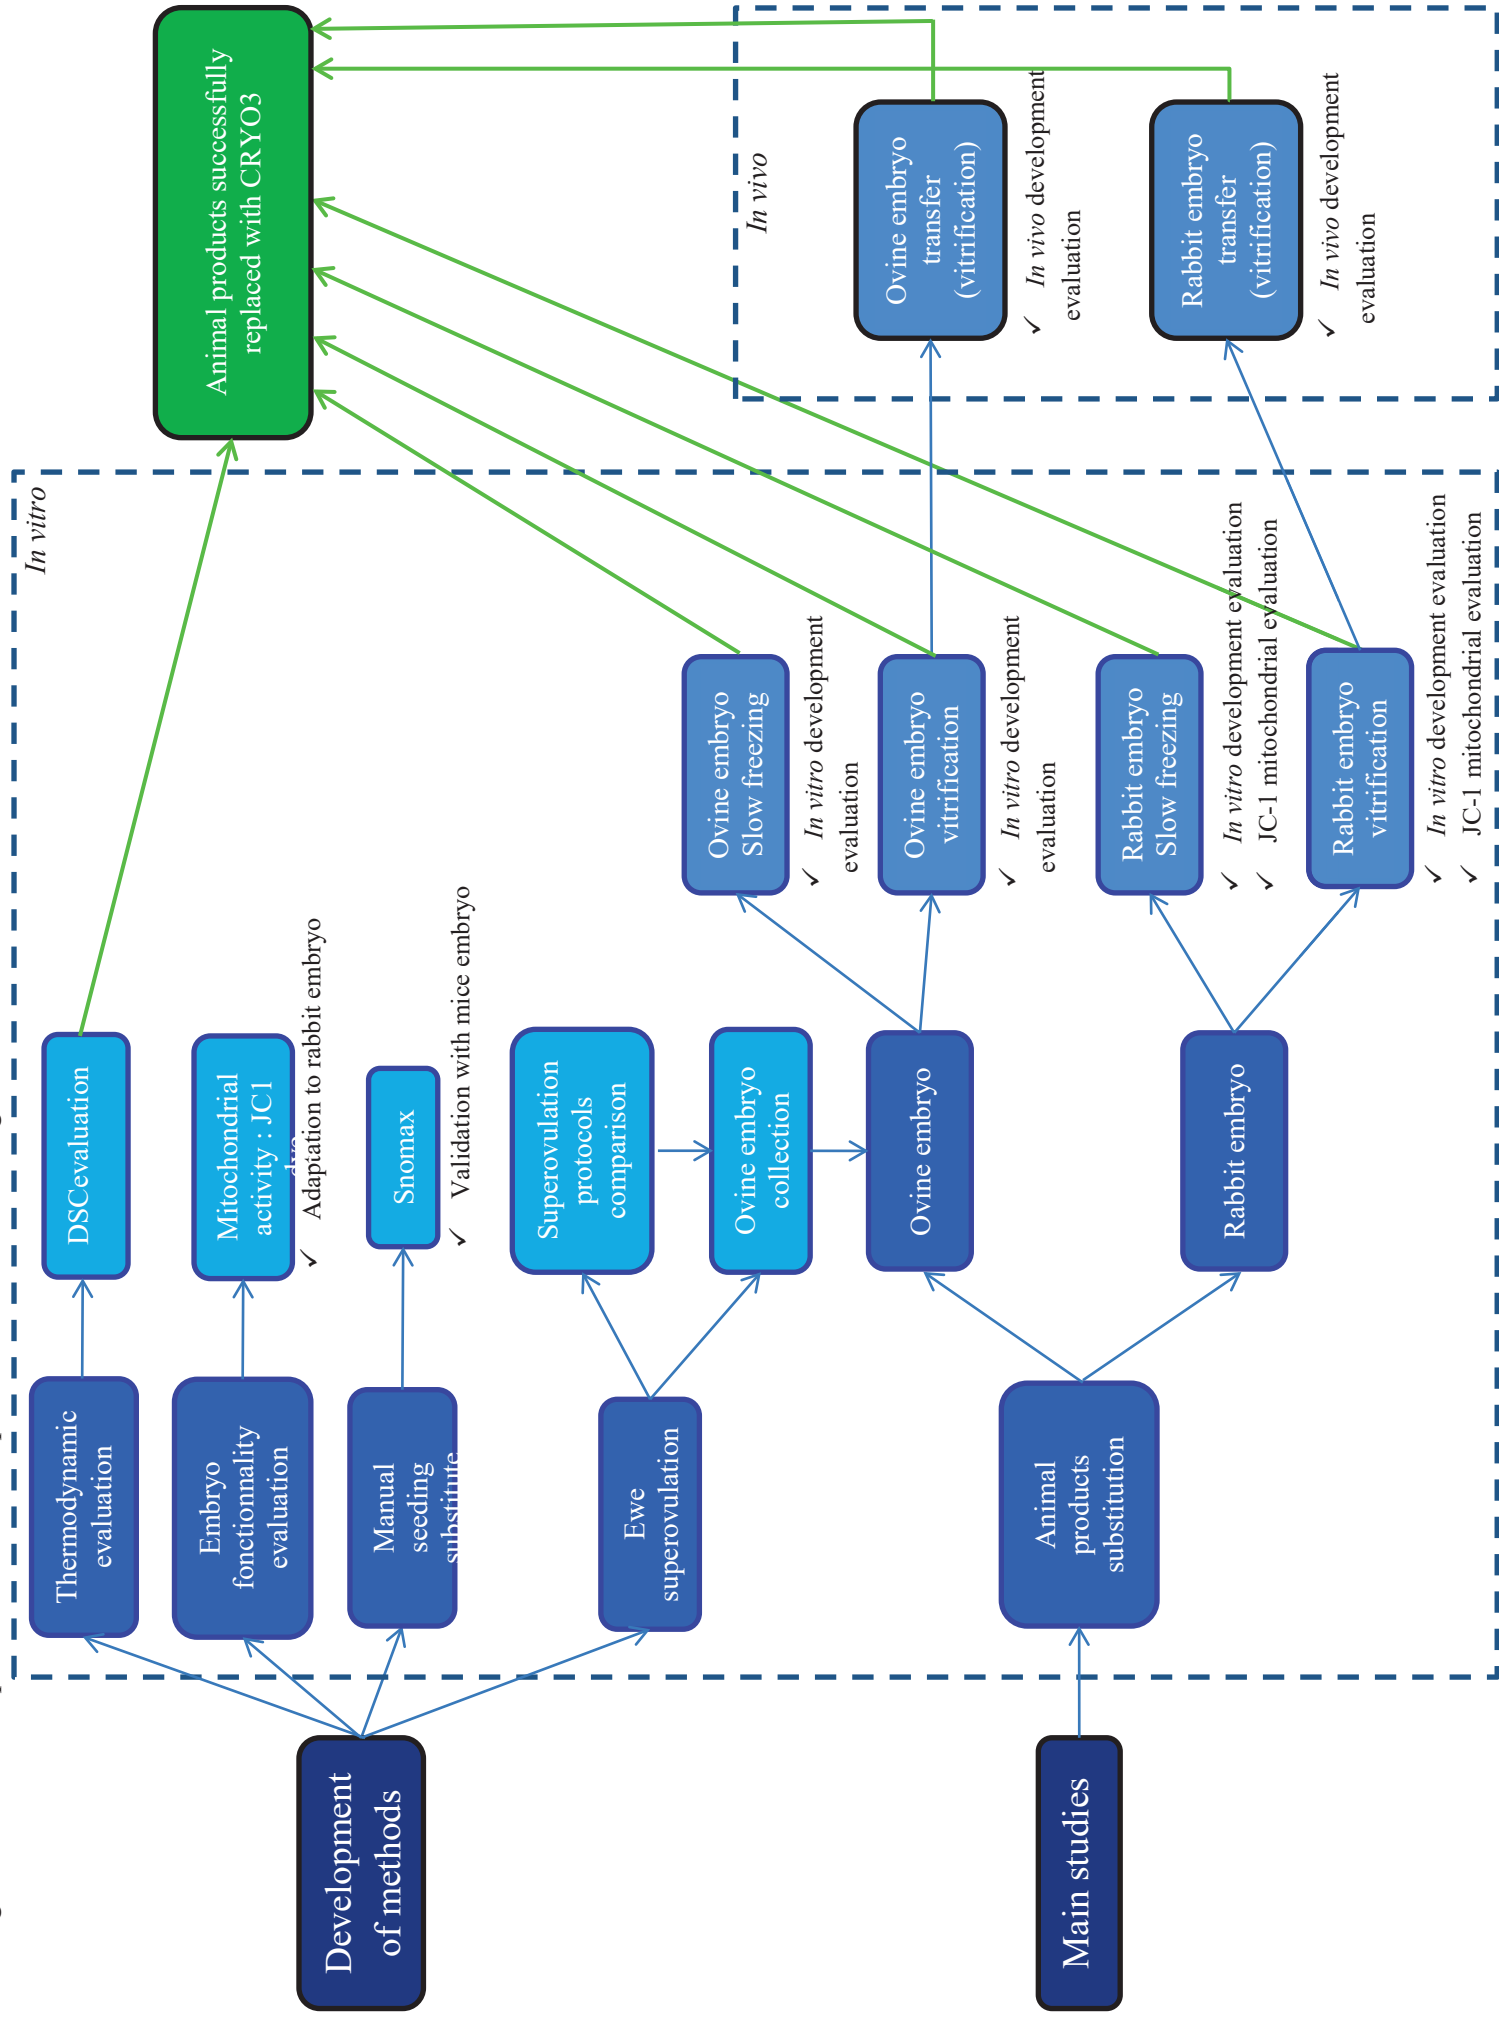 Development
of methods
Main studies
In vitro
Thermodynamic
evaluation
Embryo
fonctionnality
evaluation
Manual
seeding
substitute
Ewe
superovulation
Animal
products
substitution
DSCevaluation
Mitochondrial
activity : JC1
dye
✓ Adaptation to rabbit embryo
Snomax
✓ Validation with mice embryo
Superovulation
protocols
comparison
Ovine embryo
collection
Ovine embryo
Rabbit embryo
Ovine embryo
Slow freezing
✓ In vitro development
evaluation
Ovine embryo
vitrification
✓ In vitro development
evaluation
Rabbit embryo
Slow freezing
✓ In vitro development evaluation
✓ JC-1 mitochondrial evaluation
Rabbit embryo
vitrification
✓ In vitro development evaluation
✓ JC-1 mitochondrial evaluation
Animal products successfully
replaced with CRYO3
In vivo
Ovine embryo
transfer
(vitrification)
✓ In vivo development
evaluation
Rabbit embryo
transfer
(vitrification)
✓ In vivo development
evaluation